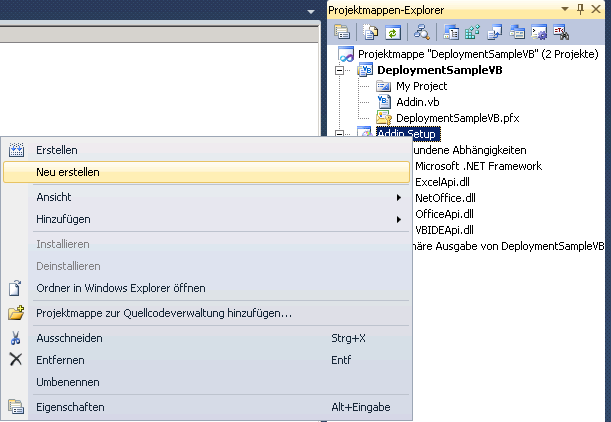 Projektmappen-Explorer
Projektmappe "DeploymentSampleVB" (2 Projekte)
DeploymentSampleVB
My Project
Addin.vb
DeploymentSampleVB.pfx
Addin Setup
undene Abhängigkeiten
Microsoft .NET Framework
ExcelApi.dll
NetOffice.dll
OfficeApi.dll
VBIDEApi.dll
näre Ausgabe von DeploymentSampleVB
Erstellen
Neu erstellen
Ansicht
Hinzufügen
Installieren
Deinstallieren
Ordner in Windows Explorer öffnen
Projektmappe zur Quellcodeverwaltung hinzufügen...
Ausschneiden Strg+X
Entfernen Entf
Umbenennen
Eigenschaften Alt+Eingabe